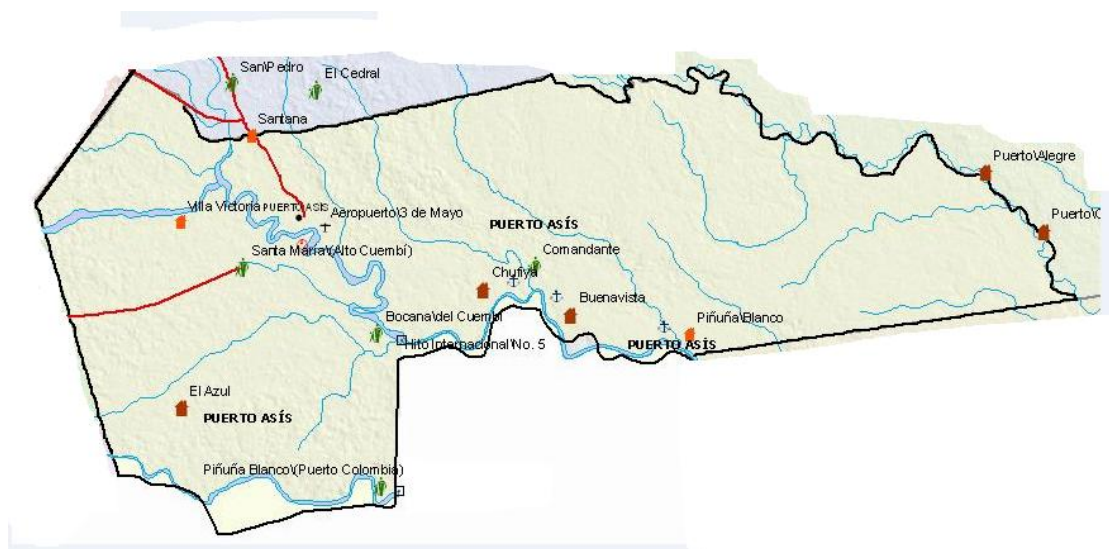 San\Pedro
El Cedral
Santana
Puerto\Alegre
Villa Victoria
PUERTO ASÍS
Aeropuerto\3 de Mayo
PUERTO ASÍS
Santa María\(Alto Cuembí)
Comandante
Chufiya
Buenavista
Bocana\del Cuembí
Piñuña\Blanco
Hito Internacional\No. 5
PUERTO ASÍS
El Azul
PUERTO ASÍS
Piñuña Blanco\(Puerto Colombia)